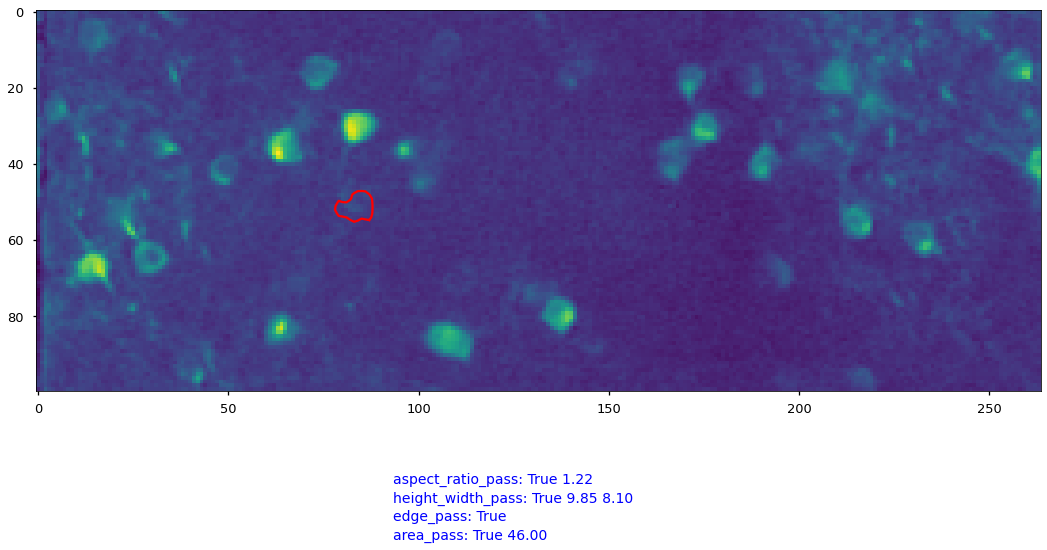 0
20
40
60
80
0 50 100 150 200 250
aspect_ratio_pass: True 1.22
height_width_pass: True 9.85 8.10
edge_pass: True
area_pass: True 46.00